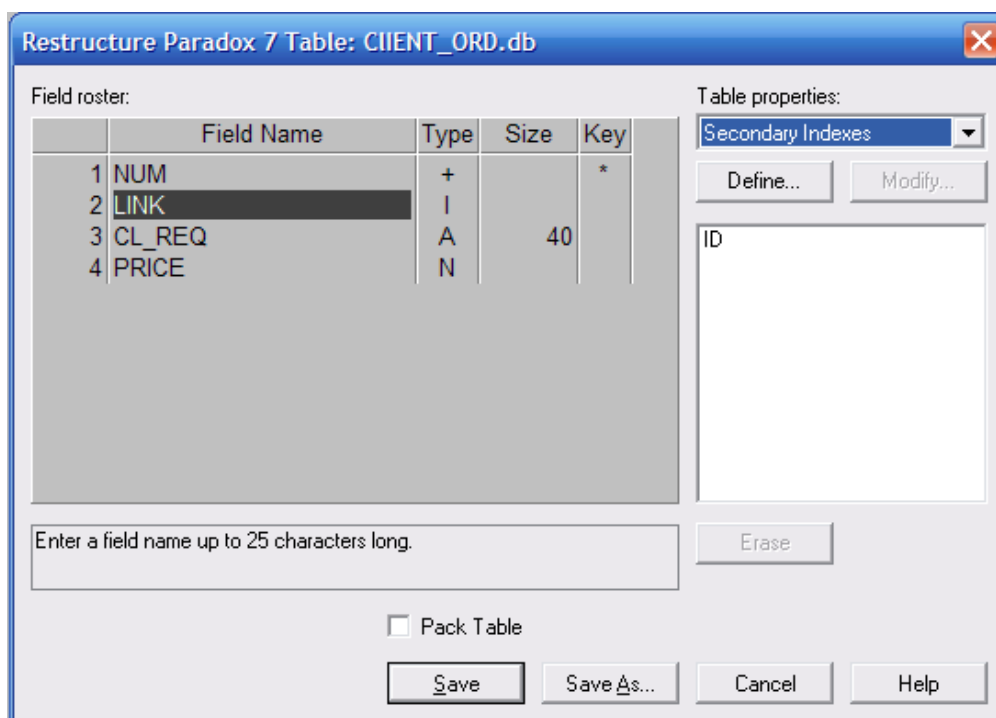 Restructure Paradox 7 Table: ClIENT_ORD.db
Field roster:
Table properties:
Field Name Type Size Key
Secondary Indexes
1 NUM + *
Define... Modify...
2 LINK I
3 CL_REQ A 40
ID
4 PRICE N
Enter a field name up to 25 characters long.
Erase
Pack Table
Save Save As... Cancel Help